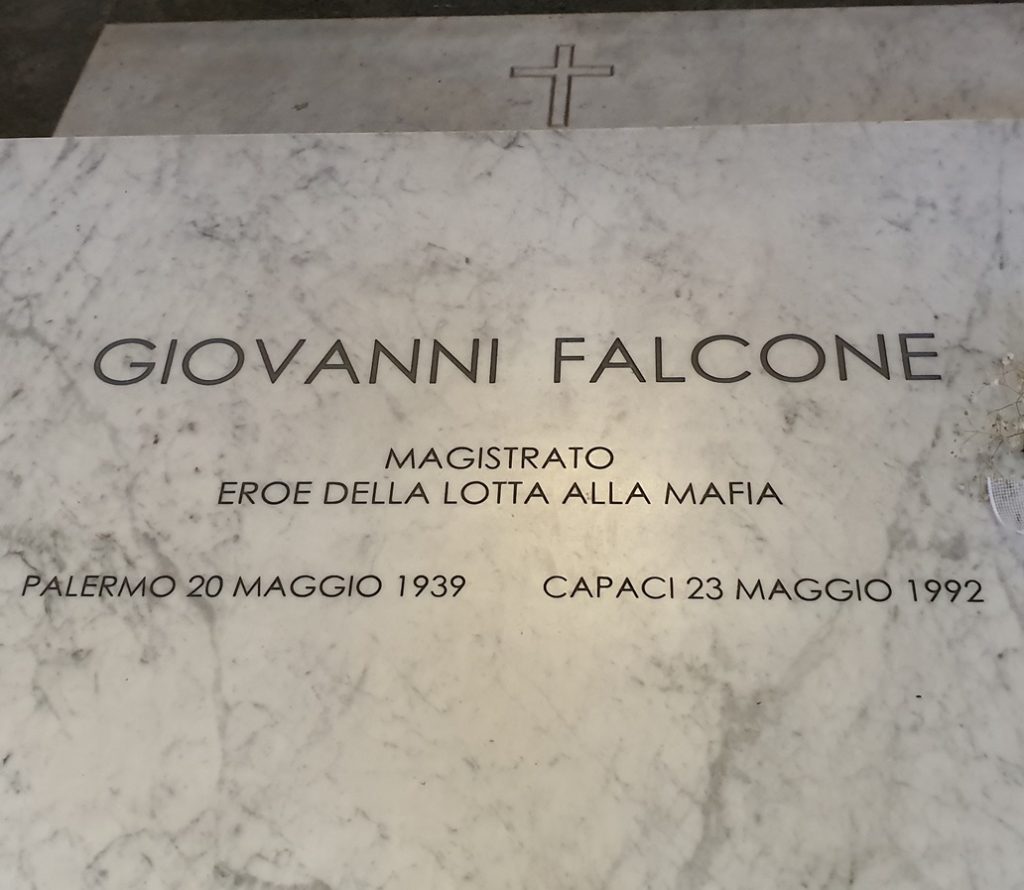 GIOVANNI FALCONE
MAGISTRATO
EROE DELLA LOTTA ALLA MAFIA
PALERMO 20 MAGGIO 1939 CAPACI 23 MAGGIO 1992